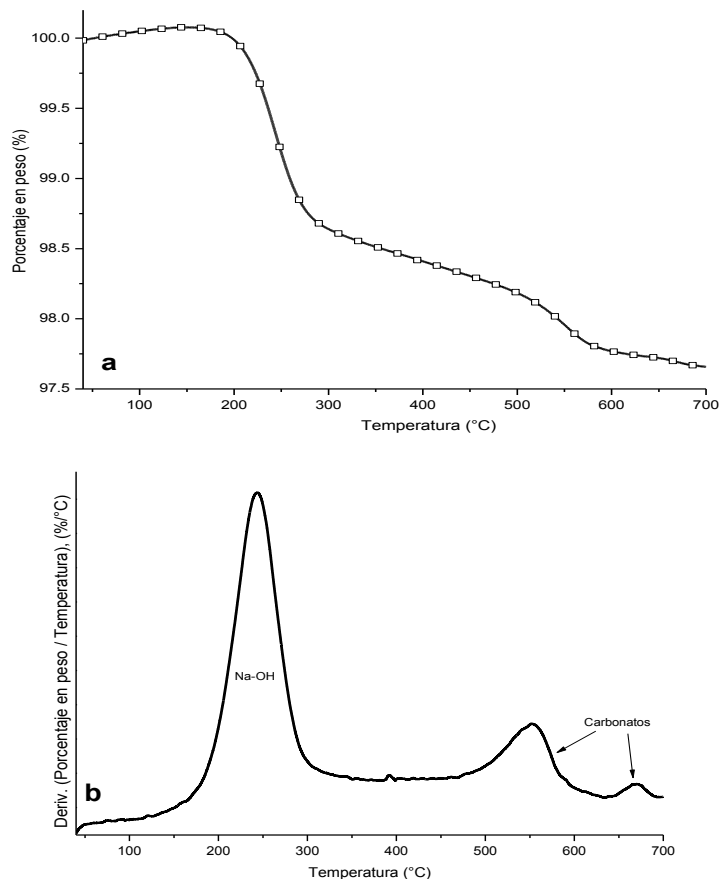 100.0
99.5
99.0
98.5
98.0
97.5
Porcentaje en peso (%)
a
100 200 300 400 500 600 700
Temperatura (°C)
Deriv. (Porcentaje en peso / Temperatura), (%/°C)
Na-OH
Carbonatos
b
100 200 300 400 500 600 700
Temperatura (°C)